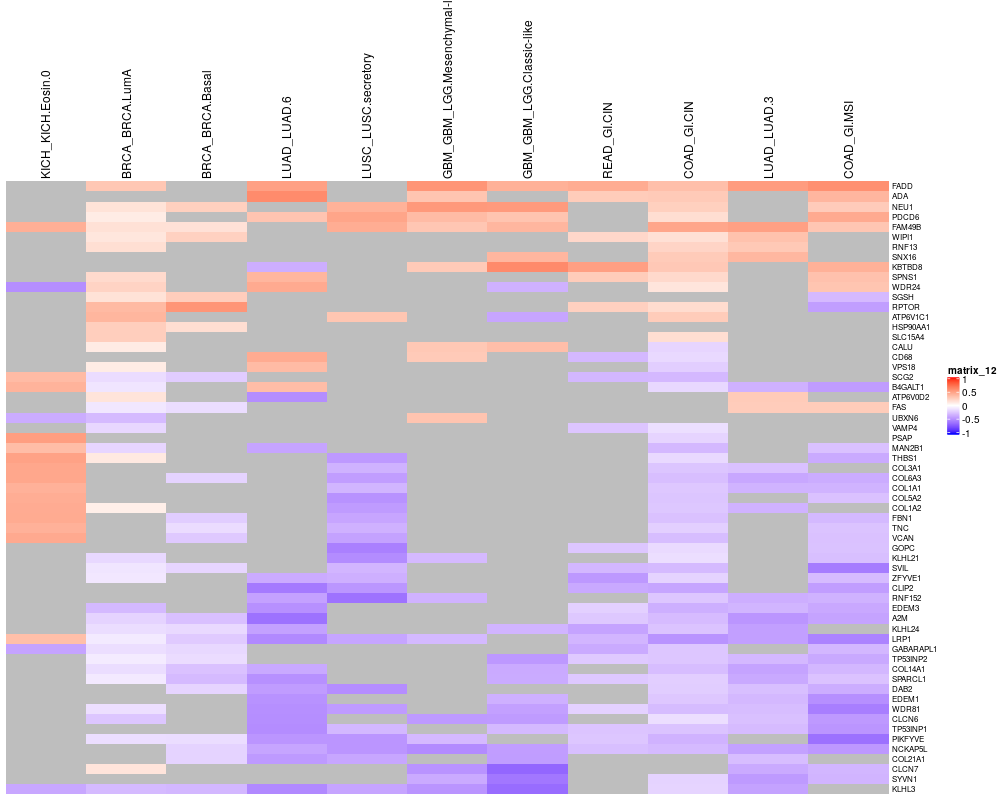 KICH_KICH.Eosin.0
BRCA_BRCA.LumA
BRCA_BRCA.Basal
LUAD_LUAD.6
LUSC_LUSC.secretory
GBM_GBM_LGG.Mesenchymal-l
GBM_GBM_LGG.Classic-like
READ_GI.CIN
COAD_GI.CIN
LUAD_LUAD.3
COAD_GI.MSI
FADD
ADA
NEU1
PDCD6
FAM49B
WIPI1
RNF13
SNX16
KBTBD8
SPNS1
WDR24
SGSH
RPTOR
ATP6V1C1
HSP90AA1
SLC15A4
CALU
CD68
VPS18
SCG2
B4GALT1
ATP6V0D2
FAS
UBXN6
VAMP4
PSAP
MAN2B1
THBS1
COL3A1
COL6A3
COL1A1
COL5A2
COL1A2
FBN1
TNC
VCAN
GOPC
KLHL21
SVIL
ZFYVE1
CLIP2
RNF152
EDEM3
A2M
KLHL24
LRP1
GABARAPL1
TP53INP2
COL14A1
SPARCL1
DAB2
EDEM1
WDR81
CLCN6
TP53INP1
PIKFYVE
NCKAP5L
COL21A1
CLCN7
SYVN1
KLHL3
matrix_12
1
0.5
0
-0.5
-1